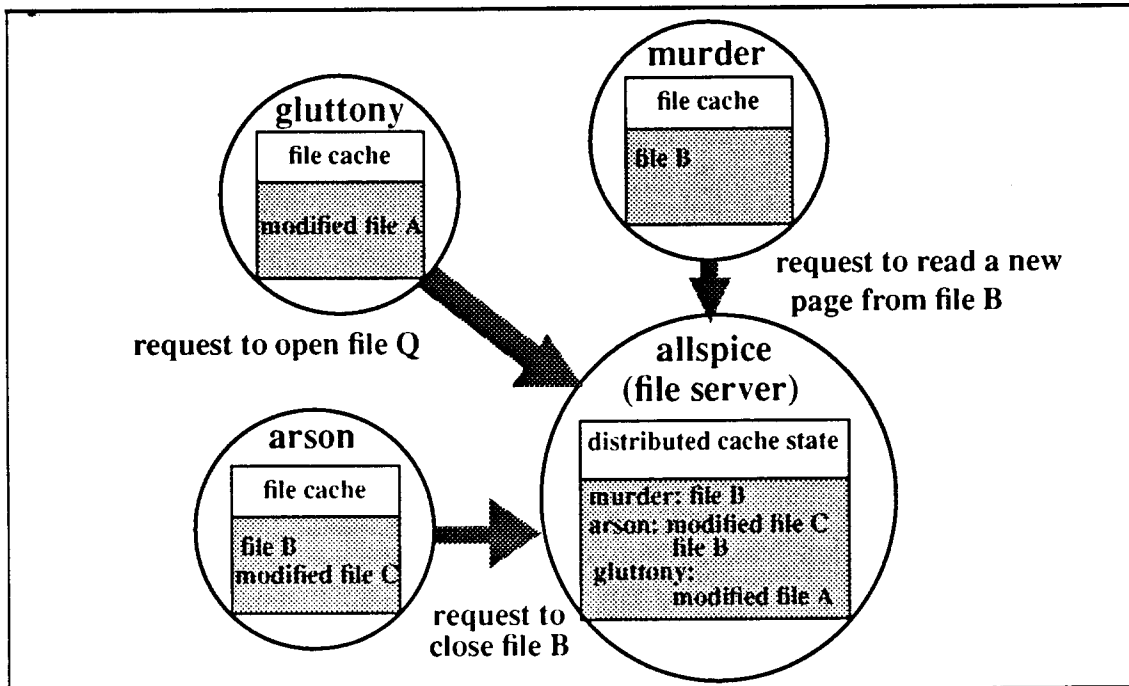 gluttony
file cache
modified file A
request to open file Q
murder
file cache
file B
request to read a new
page from file B
arson
file cache
file B
modified file C
request to
close file B
allspice
(file server)
distributed cache state
murder: file B
arson: modified file C
file B
gluttony:
modified file A